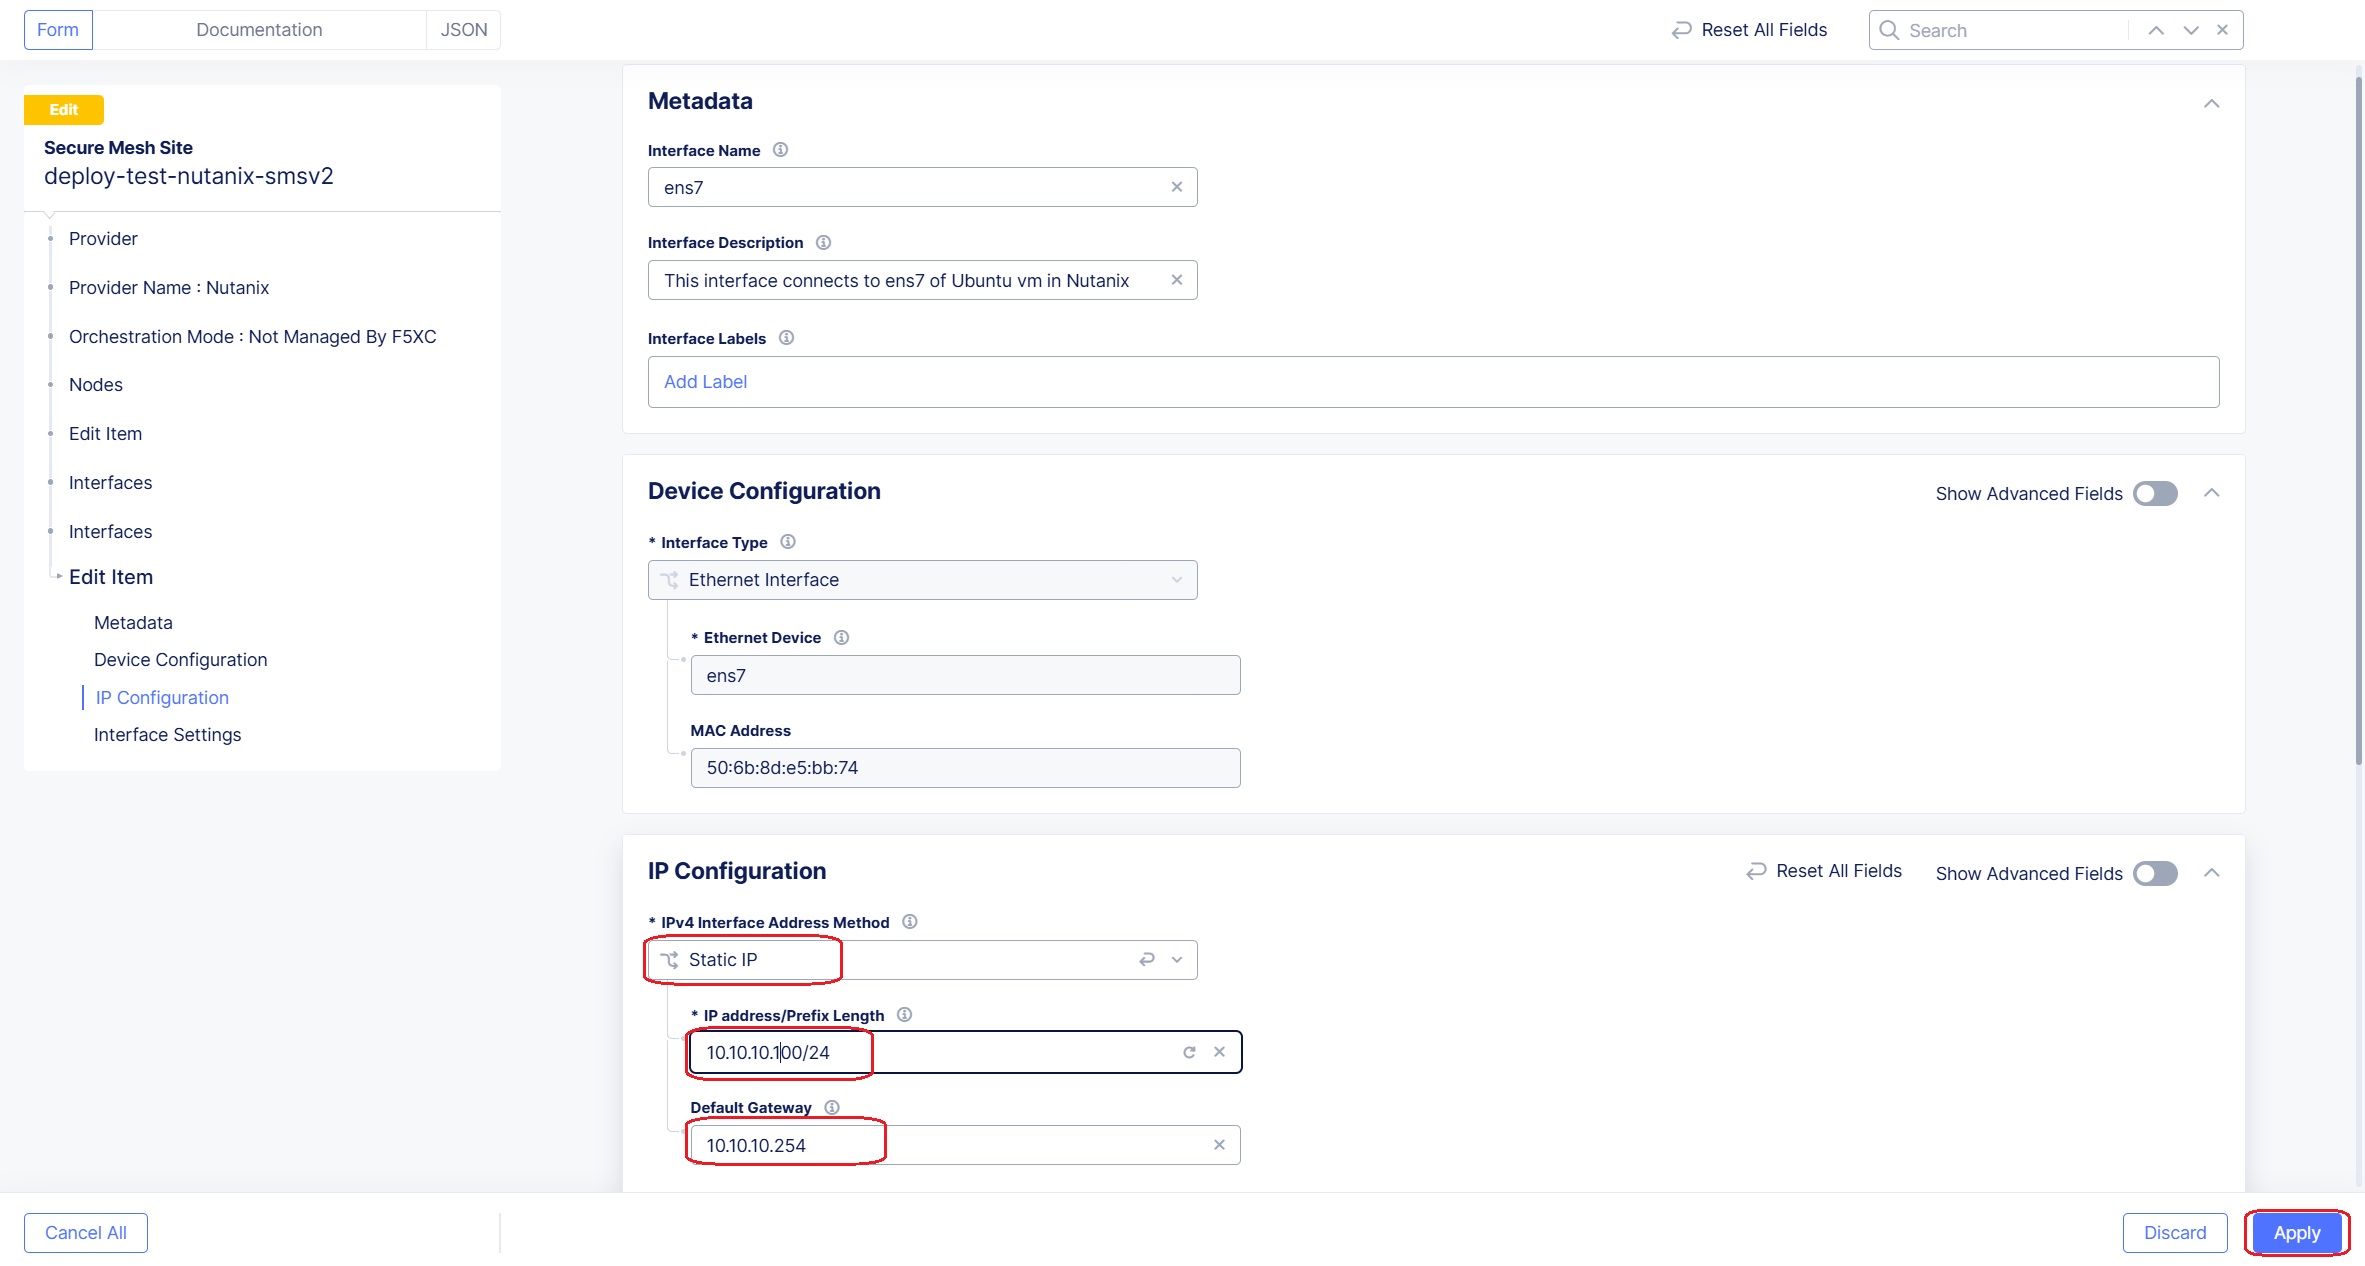 Form
Documentation
JSON
Reset All Fields
Search
Edit
Secure Mesh Site
deploy-test-nutanix-smsv2
Provider
Provider Name : Nutanix
Orchestration Mode : Not Managed By F5XC
Nodes
Edit Item
Interfaces
Interfaces
Edit Item
Metadata
Device Configuration
IP Configuration
Interface Settings
Metadata
Interface Name
ens7
Interface Description
This interface connects to ens7 of Ubuntu vm in Nutanix
Interface Labels
Add Label
Device Configuration
Show Advanced Fields
* Interface Type
Ethernet Interface
* Ethernet Device
ens7
MAC Address
50:6b:8d:e5:bb:74
IP Configuration
Reset All Fields
Show Advanced Fields
* IPv4 Interface Address Method
Static IP
* IP address/Prefix Length
10.10.10.100/24
Default Gateway
10.10.10.254
Cancel All
Discard
Apply